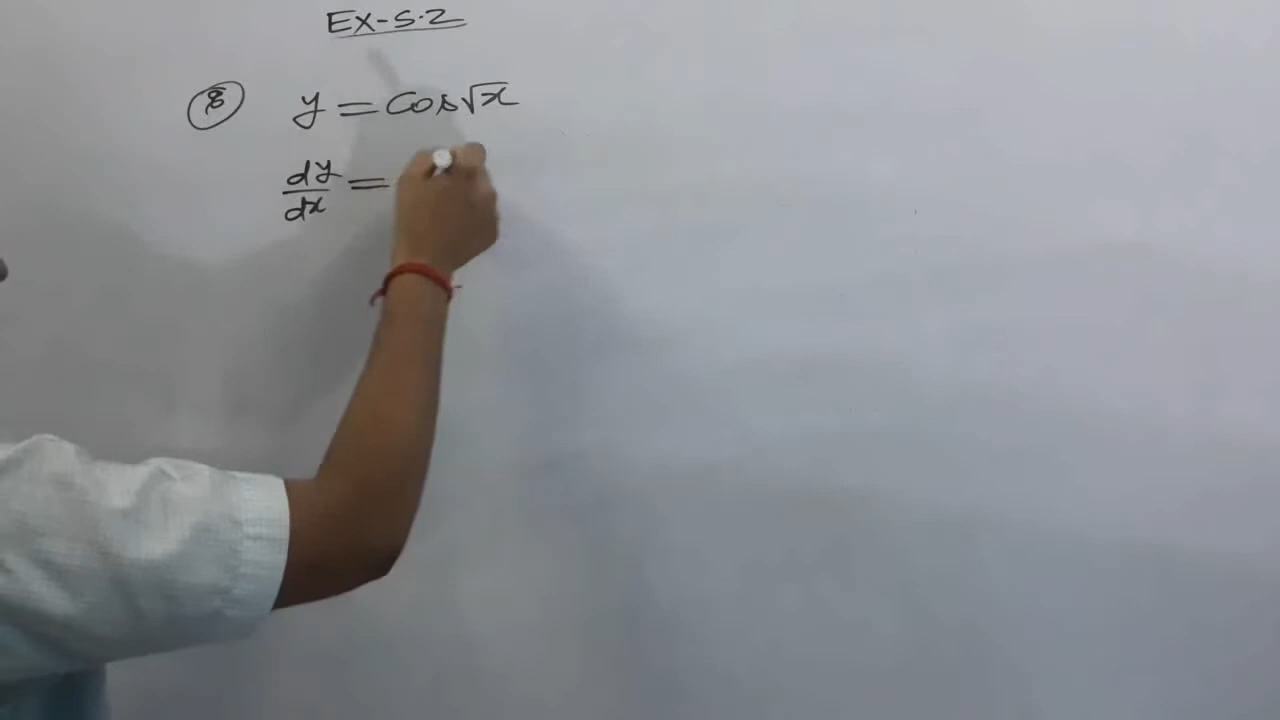 EX-5.2
⑧ y = cos√x
dy/dx =